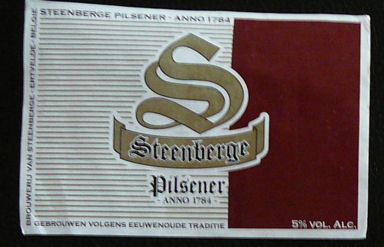 STEENBERGE PILSENER - ANNO 1784
BROUWERIJ VAN STEENBERGE - ERTVELDE - BELGIE
S
Steenberge
Pilsener
- ANNO 1784 -
GEBROUWEN VOLGENS EEUWENOUDE TRADITIE
5% VOL. ALC.